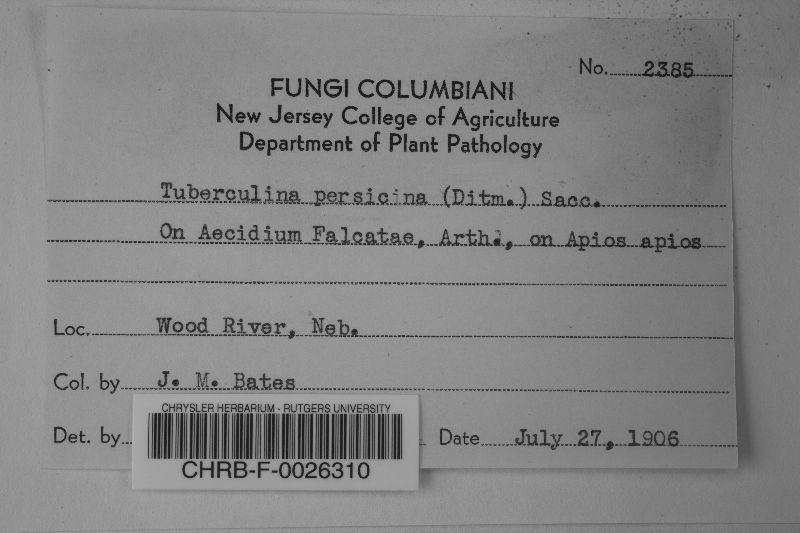 No. 2385
FUNGI COLUMBIANI
New Jersey College of Agriculture
Department of Plant Pathology
Tuberculina persicina (Ditm.) Sacc.
On Aecidium Falcatae, Arth., on Apios apios
Loc. Wood River, Neb.
Col. by J. M. Bates
Det. by Date July 27, 1906
CHRYSLER HERBARIUM - RUTGERS UNIVERSITY
CHRB-F-0026310